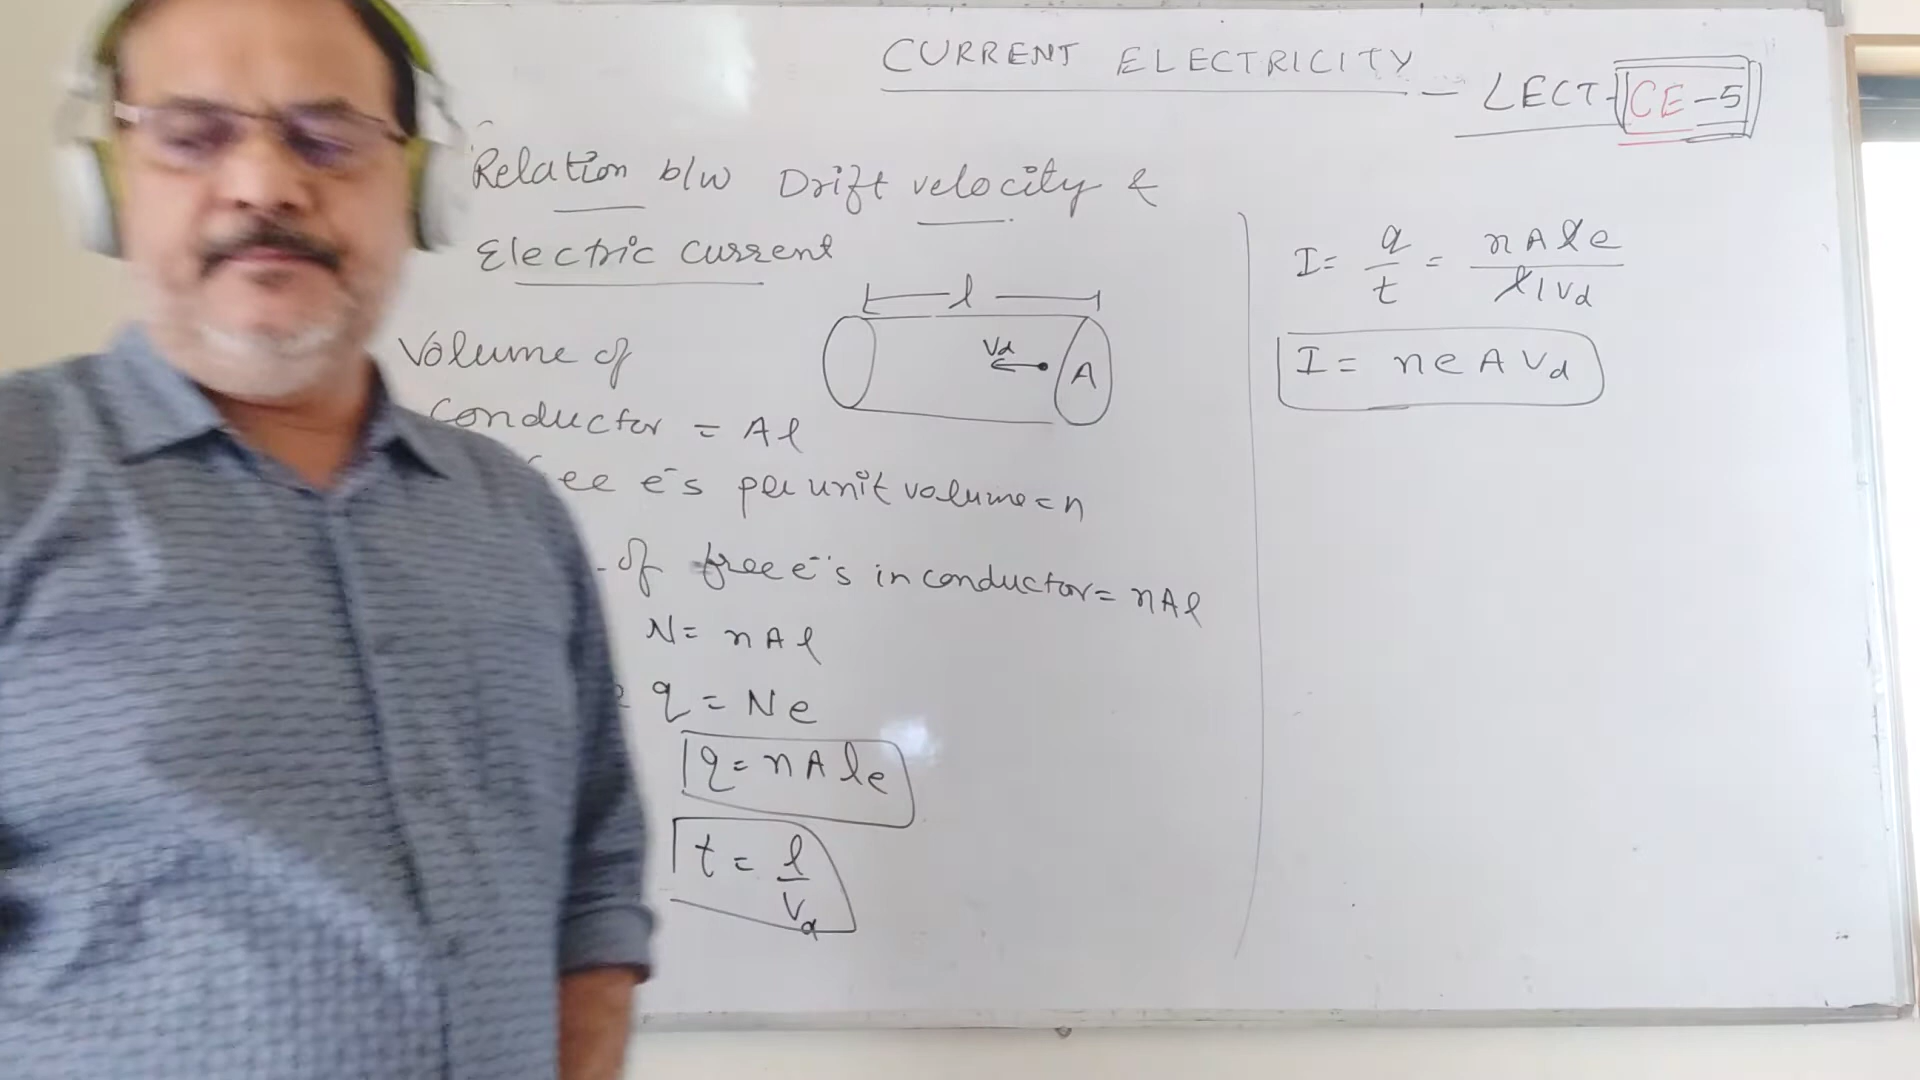 CURRENT ELECTRICITY - LECT-CE-5
Relation b/w Drift velocity &
Electric current
l
Vd
A
Volume of
Conductor = Al
e⁻s per unit volume = n
of free e⁻s in conductor = nAl
N = nAl
q = Ne
q = nAle
t = l/Vd
I = q/t = nAle / l/Vd
I = neAVd